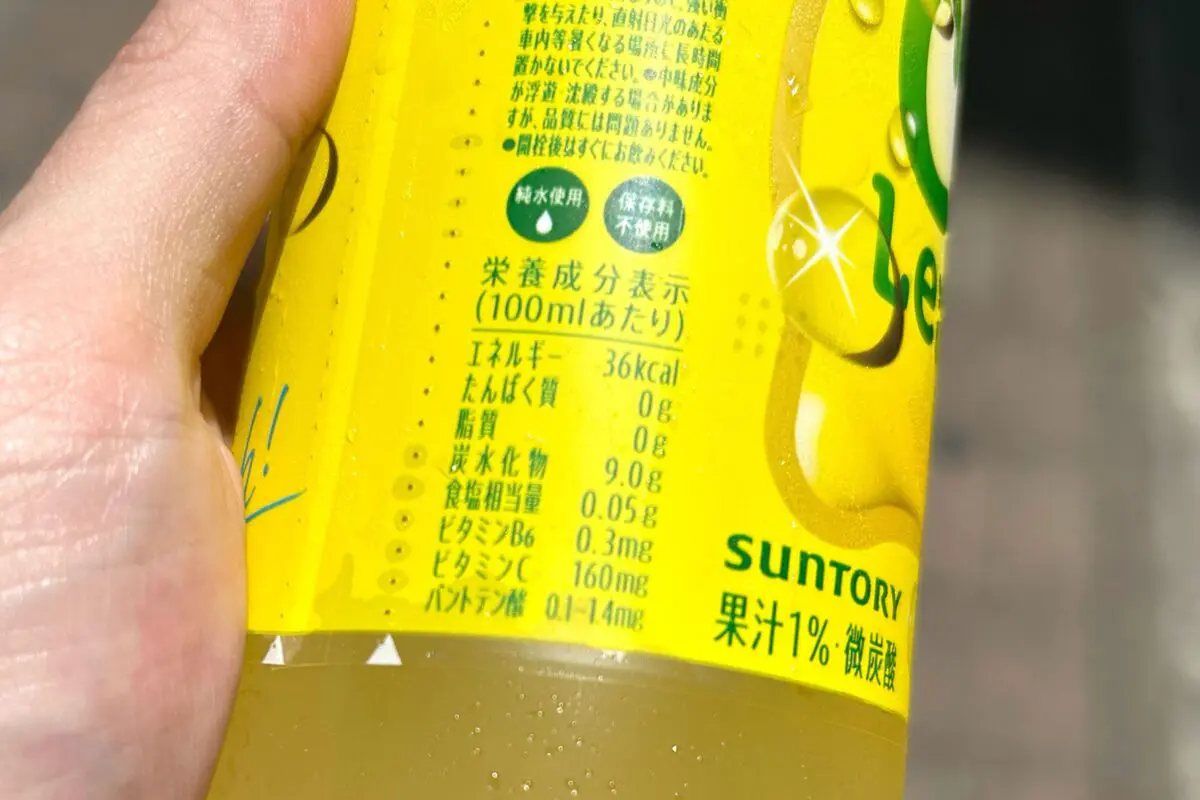 強い衝
撃を与えたり、直射日光のあたる
車内等暑くなる場所に長時間
置かないでください。●中味成分
が浮遊・沈殿する場合がありま
すが、品質には問題ありません。
●開栓後はすぐにお飲みください。
純水使用
保存料
不使用
栄養成分表示
(100mlあたり)
エネルギー 36kcal
たんぱく質 0g
脂質 0g
炭水化物 9.0g
食塩相当量 0.05g
ビタミンB6 0.3mg
ビタミンC 160mg
パントテン酸 0.1-1.4mg
Le
h!
SUNTORY
果汁1%・微炭酸